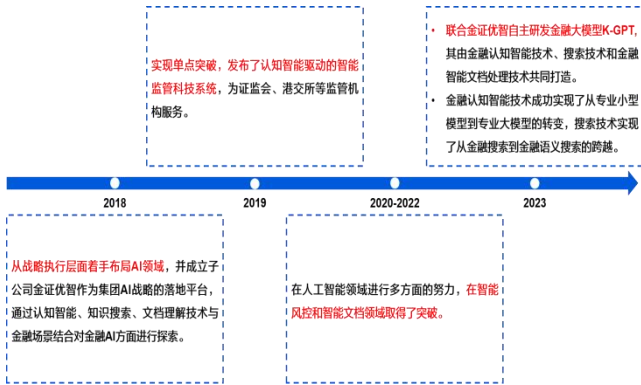 实现单点突破，发布了认知智能驱动的智能
监管科技系统，为证监会、港交所等监管机
构服务。
• 联合金证优智自主研发金融大模型K-GPT,
其由金融认知智能技术、搜索技术和金融
智能文档处理技术共同打造。
• 金融认知智能技术成功实现了从专业小型
模型到专业大模型的转变，搜索技术实现
了从金融搜索到金融语义搜索的跨越。
2018
2019
2020-2022
2023
从战略执行层面着手布局AI领域，并成立子
公司金证优智作为集团AI战略的落地平台，
通过认知智能、知识搜索、文档理解技术与
金融场景结合对金融AI方面进行探索。
在人工智能领域进行多方面的努力，在智能
风控和智能文档领域取得了突破。